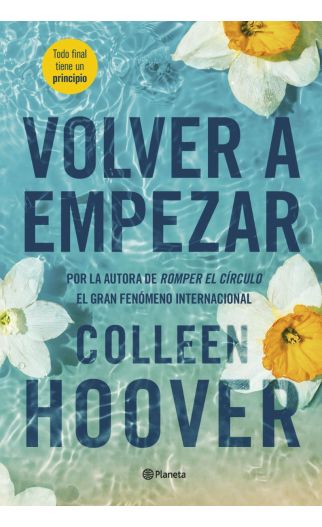 Todo final
tiene un
principio
VOLVER A
EMPEZAR
POR LA AUTORA DE ROMPER EL CÍRCULO
EL GRAN FENÓMENO INTERNACIONAL
COLLEEN
HOOVER
Planeta